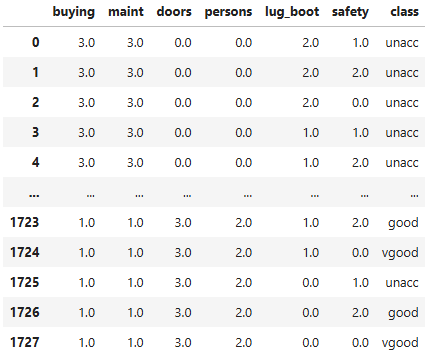 buying maint doors persons lug_boot safety class
0 3.0 3.0 0.0 0.0 2.0 1.0 unacc
1 3.0 3.0 0.0 0.0 2.0 2.0 unacc
2 3.0 3.0 0.0 0.0 2.0 0.0 unacc
3 3.0 3.0 0.0 0.0 1.0 1.0 unacc
4 3.0 3.0 0.0 0.0 1.0 2.0 unacc
... ... ... ... ... ... ... ...
1723 1.0 1.0 3.0 2.0 1.0 2.0 good
1724 1.0 1.0 3.0 2.0 1.0 0.0 vgood
1725 1.0 1.0 3.0 2.0 0.0 1.0 unacc
1726 1.0 1.0 3.0 2.0 0.0 2.0 good
1727 1.0 1.0 3.0 2.0 0.0 0.0 vgood